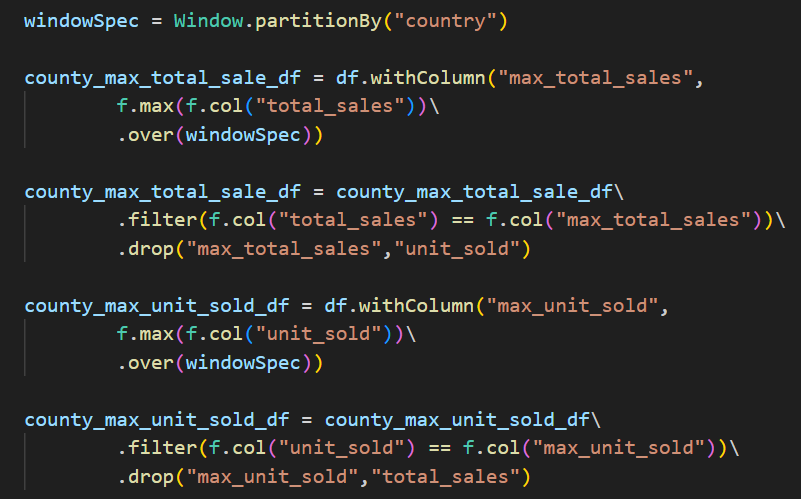 windowSpec = Window.partitionBy("country")
county_max_total_sale_df = df.withColumn("max_total_sales",
f.max(f.col("total_sales"))\
.over(windowSpec))
county_max_total_sale_df = county_max_total_sale_df\
.filter(f.col("total_sales") == f.col("max_total_sales"))\
.drop("max_total_sales","unit_sold")
county_max_unit_sold_df = df.withColumn("max_unit_sold",
f.max(f.col("unit_sold"))\
.over(windowSpec))
county_max_unit_sold_df = county_max_unit_sold_df\
.filter(f.col("unit_sold") == f.col("max_unit_sold"))\
.drop("max_unit_sold","total_sales")